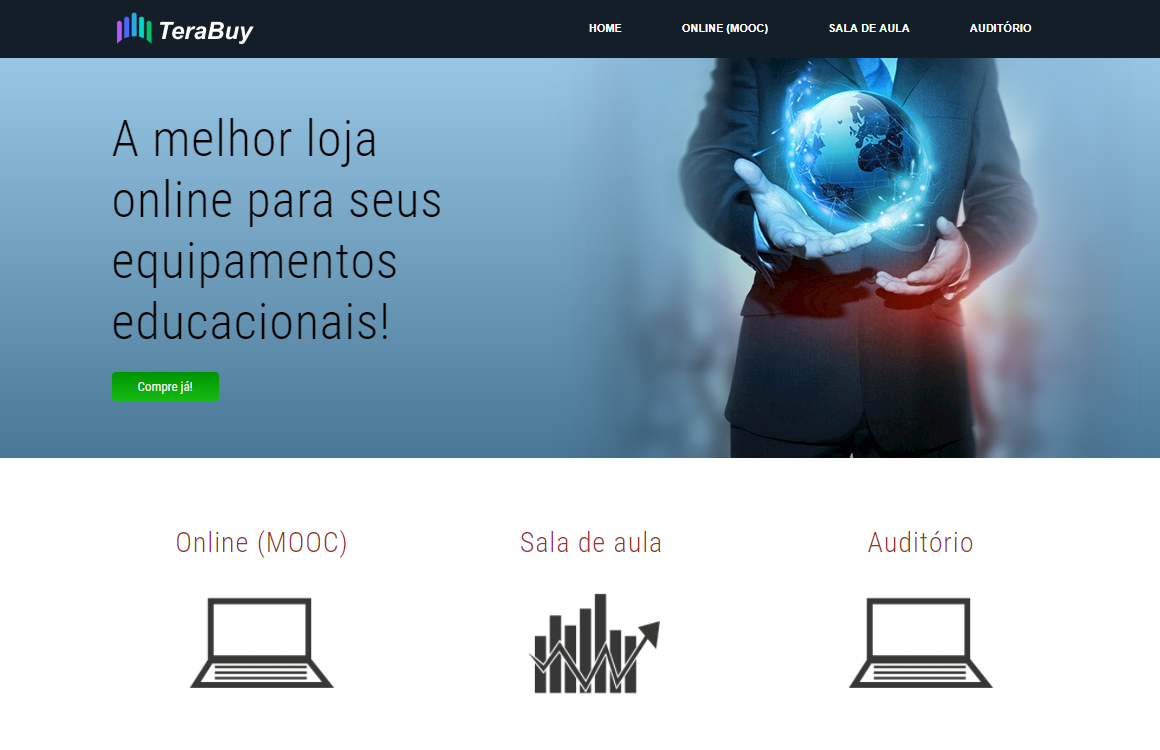 TeraBuy
HOME
ONLINE (MOOC)
SALA DE AULA
AUDITÓRIO
A melhor loja
online para seus
equipamentos
educacionais!
Compre já!
Online (MOOC)
Sala de aula
Auditório